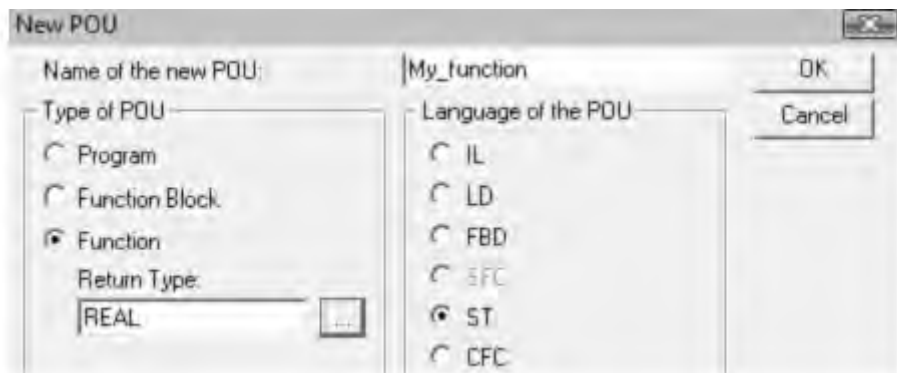 New POU
Name of the new POU: My_function OK
Type of POU Language of the POU Cancel
Program IL
Function Block LD
Function FBD
Return Type: SFC
REAL ... ST
CFC